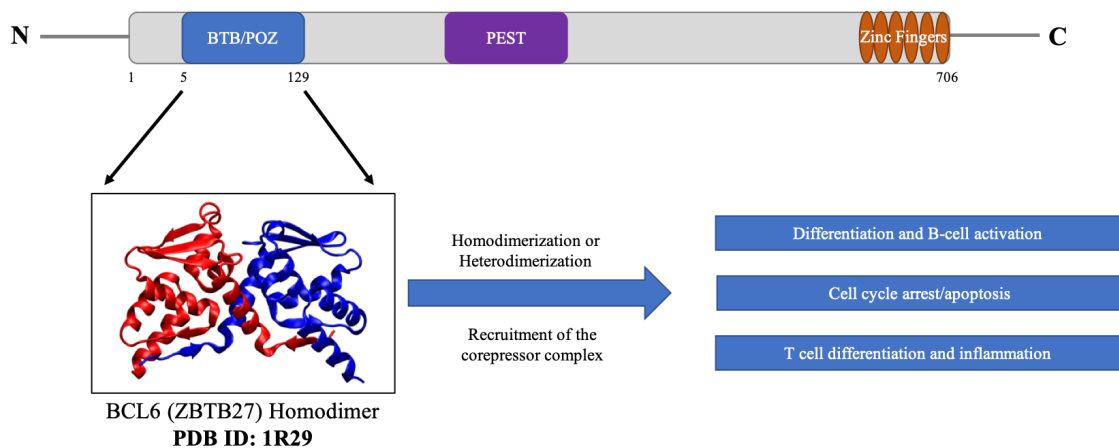 N
BTB/POZ
PEST
Zinc Fingers
C
1
5
129
706
Homodimerization or
Heterodimerization
Recruitment of the
corepressor complex
Differentiation and B-cell activation
Cell cycle arrest/apoptosis
T cell differentiation and inflammation
BCL6 (ZBTB27) Homodimer
PDB ID: 1R29